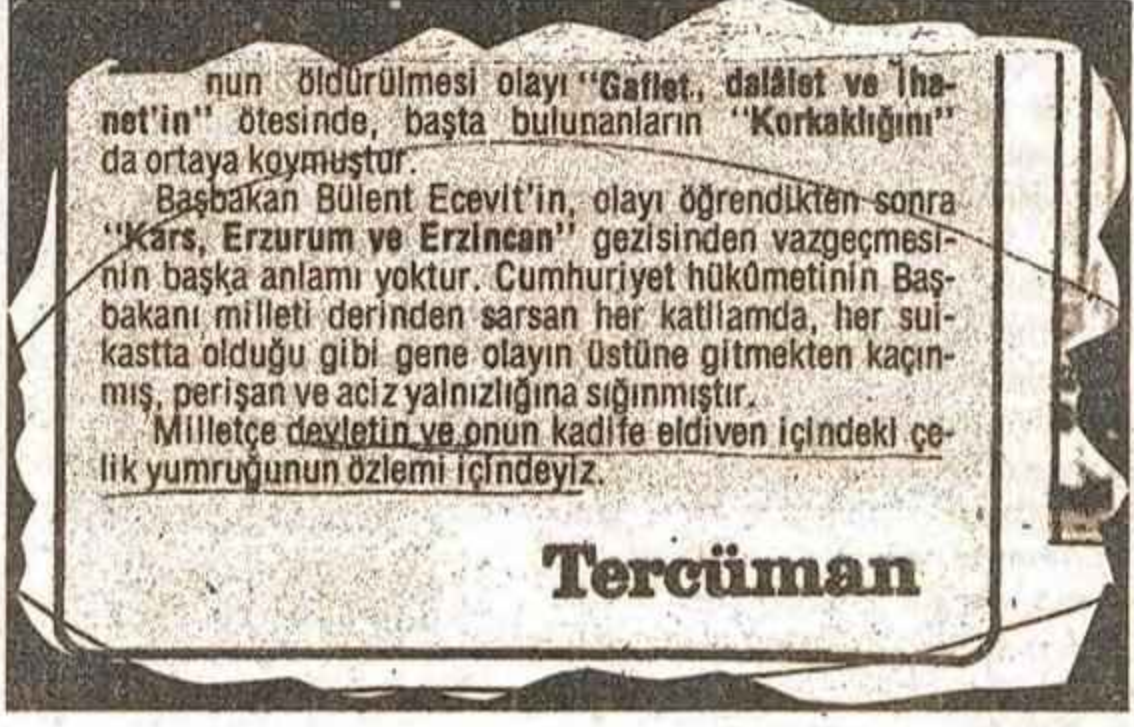 nun öldürülmesi olayı "Gaflet, dalâlet ve İha-
net'in" ötesinde, başta bulunanların "Korkaklığını"
da ortaya koymuştur.
Başbakan Bülent Ecevit'in, olayı öğrendikten sonra
"Kars, Erzurum ve Erzincan" gezisinden vazgeçmesi-
nin başka anlamı yoktur. Cumhuriyet hükûmetinin Baş-
bakanı milleti derinden sarsan her katliamda, her sui-
kastta olduğu gibi gene olayın üstüne gitmekten kaçın-
mış, perişan ve aciz yalnızlığına sığınmıştır.
Milletçe devletin ve onun kadife eldiven içindeki çe-
lik yumruğunun özlemi içindeyiz.
Tercüman